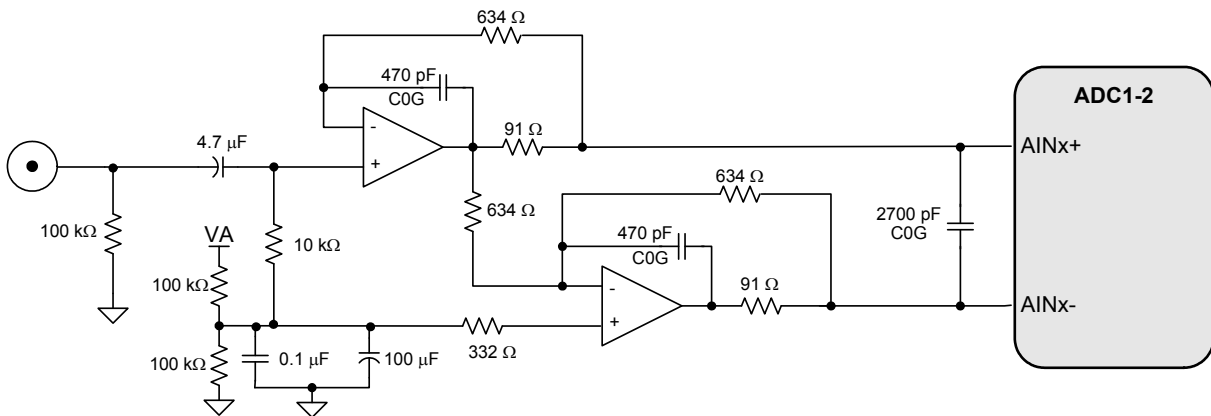 634 Ω
470 pF
C0G
-
+
91 Ω
ADC1-2
AINx+
4.7 µF
100 kΩ
VA
10 kΩ
634 Ω
634 Ω
470 pF
C0G
-
+
91 Ω
2700 pF
C0G
AINx-
100 kΩ
100 kΩ
0.1 µF
100 µF
332 Ω